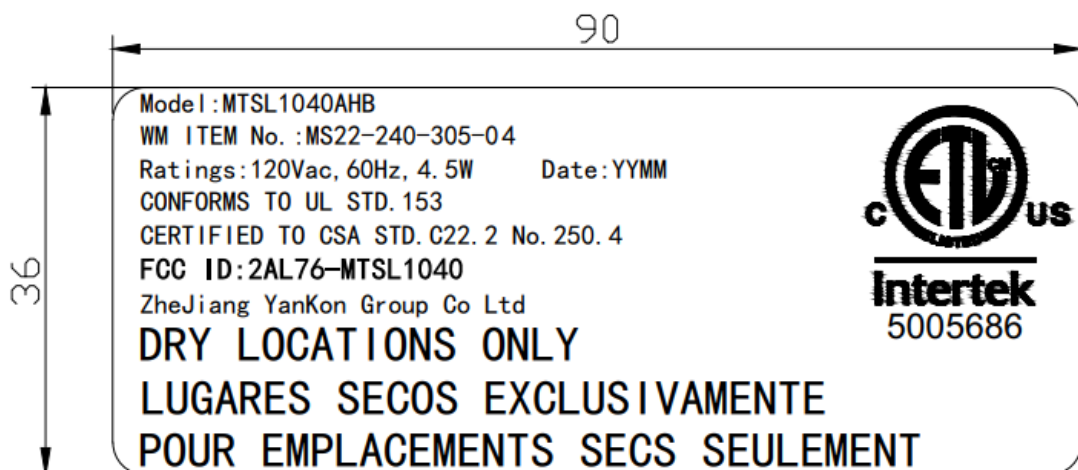 90
36
Model:MTSL1040AHB
WM ITEM No.:MS22-240-305-04
Ratings:120Vac,60Hz,4.5W Date:YYMM
CONFORMS TO UL STD.153
CERTIFIED TO CSA STD.C22.2 No.250.4
FCC ID:2AL76-MTSL1040
ZheJiang YanKon Group Co Ltd
DRY LOCATIONS ONLY
LUGARES SECOS EXCLUSIVAMENTE
POUR EMPLACEMENTS SECS SEULEMENT
ETL CM
C US
Intertek
5005686